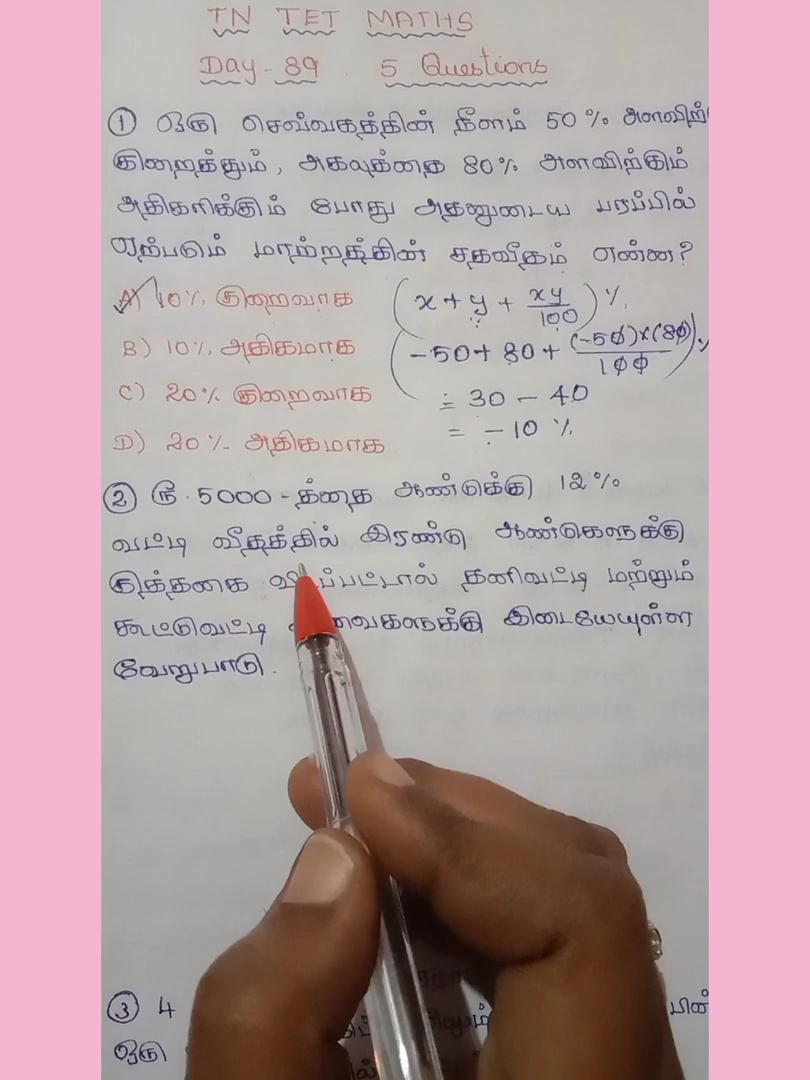 TN TET MATHS
Day - 89 5 Questions
① ஒரு செவ்வகத்தின் நீளம் 50% அளவிற்கு
குறைத்தும், அகலத்தை 80% அளவிற்கும்
அதிகரிக்கும் போது அதனுடைய பரப்பில்
ஏற்படும் மாற்றத்தின் சதவீதம் என்ன?
A) 10% குறைவாக (x + y + xy/100) %
B) 10% அதிகமாக (-50 + 80 + (-50)×(80)/100) %
C) 20% குறைவாக = 30 - 40
D) 20% அதிகமாக = -10 %
② ரூ. 5000 - த்தை ஆண்டுக்கு 12%
வட்டி வீதத்தில் இரண்டு ஆண்டுகளுக்கு
குத்தகை தனிவட்டி மற்றும்
கூட்டுவட்டி இடையேயுள்ள
வேறுபாடு.
③ 4
ஒரு